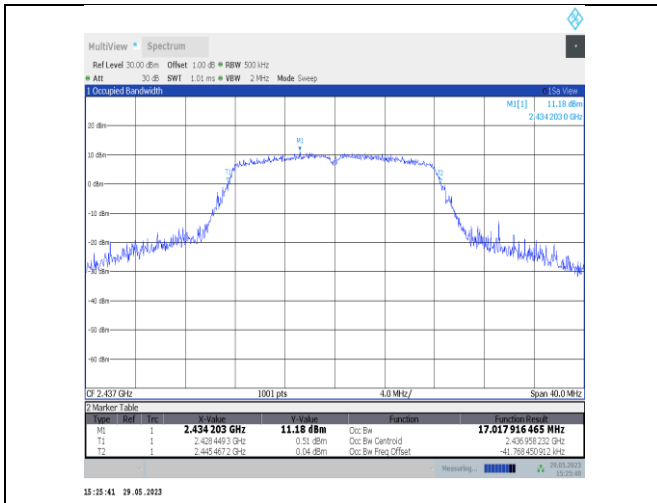 MultiView Spectrum
Ref Level 30.00 dBm Offset 1.00 dB RBW 500 kHz
Att 30 dB SWT 1.01 ms VBW 2 MHz Mode Sweep
1 Occupied Bandwidth 1Sa View
M1[1] 11.18 dBm
2.434 203 0 GHz
20 dBm
M1
10 dBm
T1
T2
0 dBm
-10 dBm
-20 dBm
-30 dBm
-40 dBm
-50 dBm
-60 dBm
CF 2.437 GHz 1001 pts 4.0 MHz/ Span 40.0 MHz
2 Marker Table
Type Ref Trc X-Value Y-Value Function Function Result
M1 1 2.434 203 GHz 11.18 dBm Occ Bw 17.017 916 465 MHz
T1 1 2.428 449 3 GHz 0.51 dBm Occ Bw Centroid 2.436 958 232 GHz
T2 1 2.445 467 2 GHz 0.04 dBm Occ Bw Freq Offset -41.768 450 912 kHz
Measuring... 29.05.2023
15:25:40
15:25:41 29.05.2023